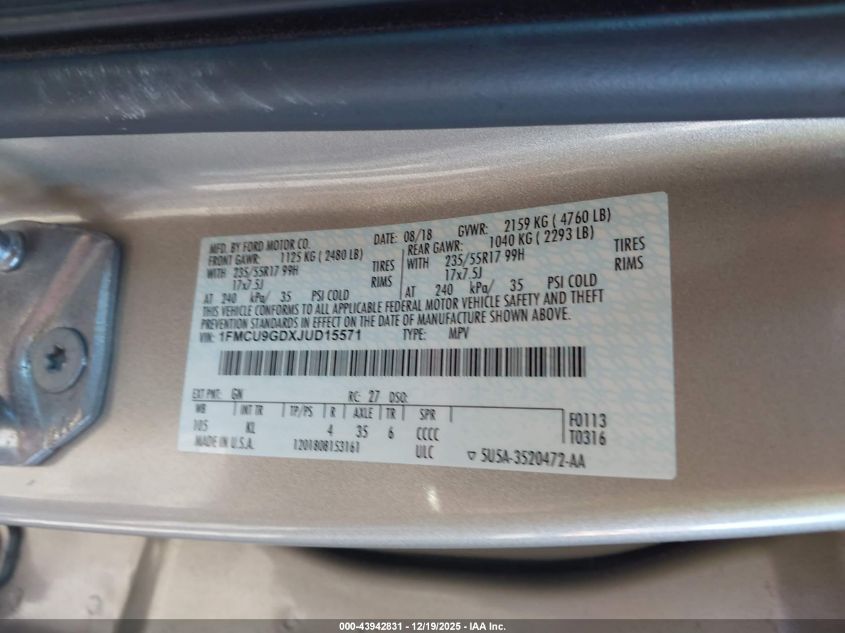 MFD. BY FORD MOTOR CO. DATE: 08/18 GVWR: 2159 KG ( 4760 LB)
FRONT GAWR: 1125 KG ( 2480 LB) REAR GAWR: 1040 KG ( 2293 LB)
WITH 235/55R17 99H TIRES WITH 235/55R17 99H TIRES
17x7.5J RIMS 17x7.5J RIMS
AT 240 kPa/ 35 PSI COLD AT 240 kPa/ 35 PSI COLD
THIS VEHICLE CONFORMS TO ALL APPLICABLE FEDERAL MOTOR VEHICLE SAFETY AND THEFT
PREVENTION STANDARDS IN EFFECT ON THE DATE OF MANUFACTURE SHOWN ABOVE.
VIN: 1FMCU9GDXJUD15571 TYPE: MPV
EXT PNT: GN RC: 27 DSO:
WB INT TR TP/PS R AXLE TR SPR F0113
105 KL 4 35 6 CCCC T0316
MADE IN U.S.A. 1201808153161 ULC ▽ 5U5A-3520472-AA
000-43942831 - 12/19/2025 - IAA Inc.